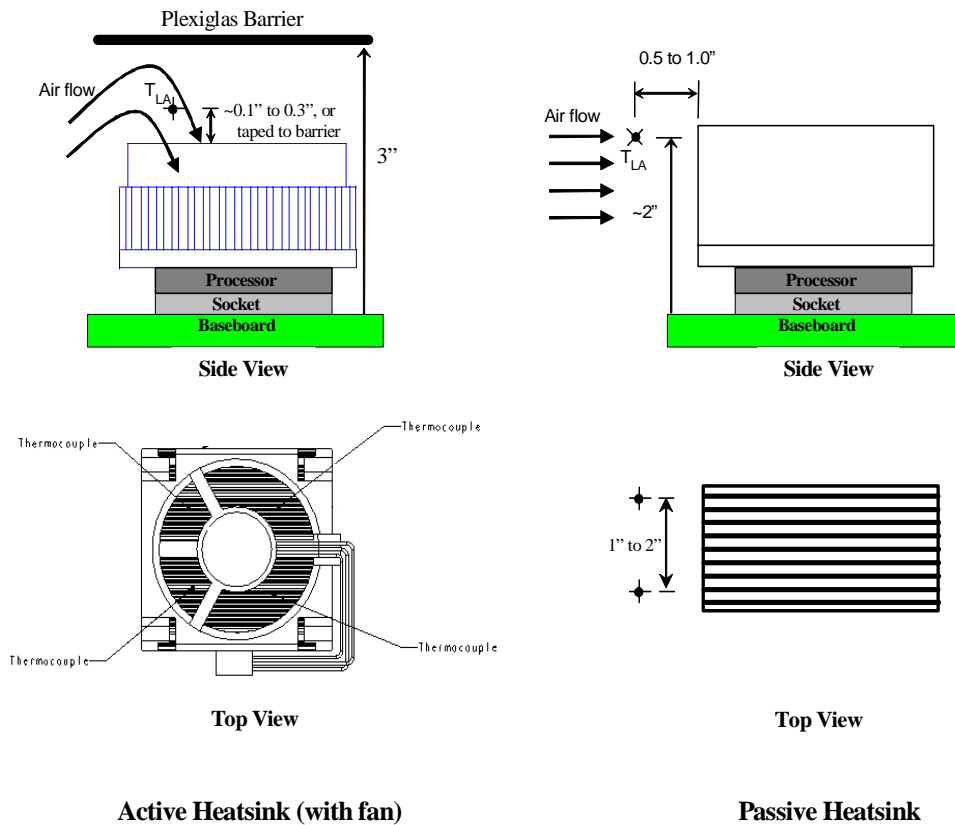 Plexiglas Barrier
Air flow
TLA
~0.1” to 0.3”, or
taped to barrier
3”
Processor
Socket
Baseboard
Side View
0.5 to 1.0”
Air flow
TLA
~2”
Processor
Socket
Baseboard
Side View
Thermocouple
Thermocouple
Thermocouple
Thermocouple
Top View
1” to 2”
Top View
Active Heatsink (with fan)
Passive Heatsink